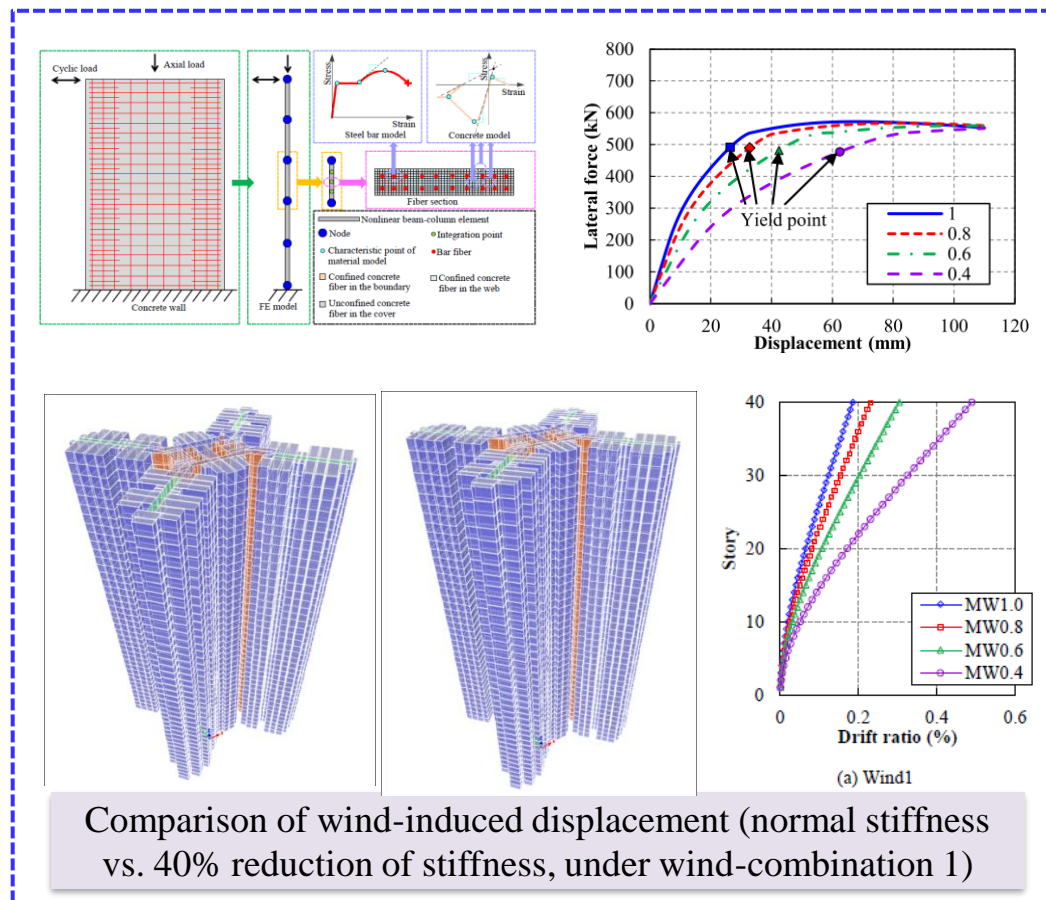 Cyclic load
Axial load
Concrete wall
FE model
Stress
Strain
Steel bar model
Stress
Strain
Concrete model
Fiber section
Nonlinear beam-column element
Node
Integration point
Characteristic point of
material model
Bar fiber
Confined concrete
fiber in the boundary
Confined concrete
fiber in the web
Unconfined concrete
fiber in the cover
Lateral force (kN)
800
700
600
500
400
300
200
100
0
Yield point
1
0.8
0.6
0.4
0 20 40 60 80 100 120
Displacement (mm)
Story
40
30
20
10
0
MW1.0
MW0.8
MW0.6
MW0.4
0 0.2 0.4 0.6
Drift ratio (%)
(a) Wind1
Comparison of wind-induced displacement (normal stiffness
vs. 40% reduction of stiffness, under wind-combination 1)